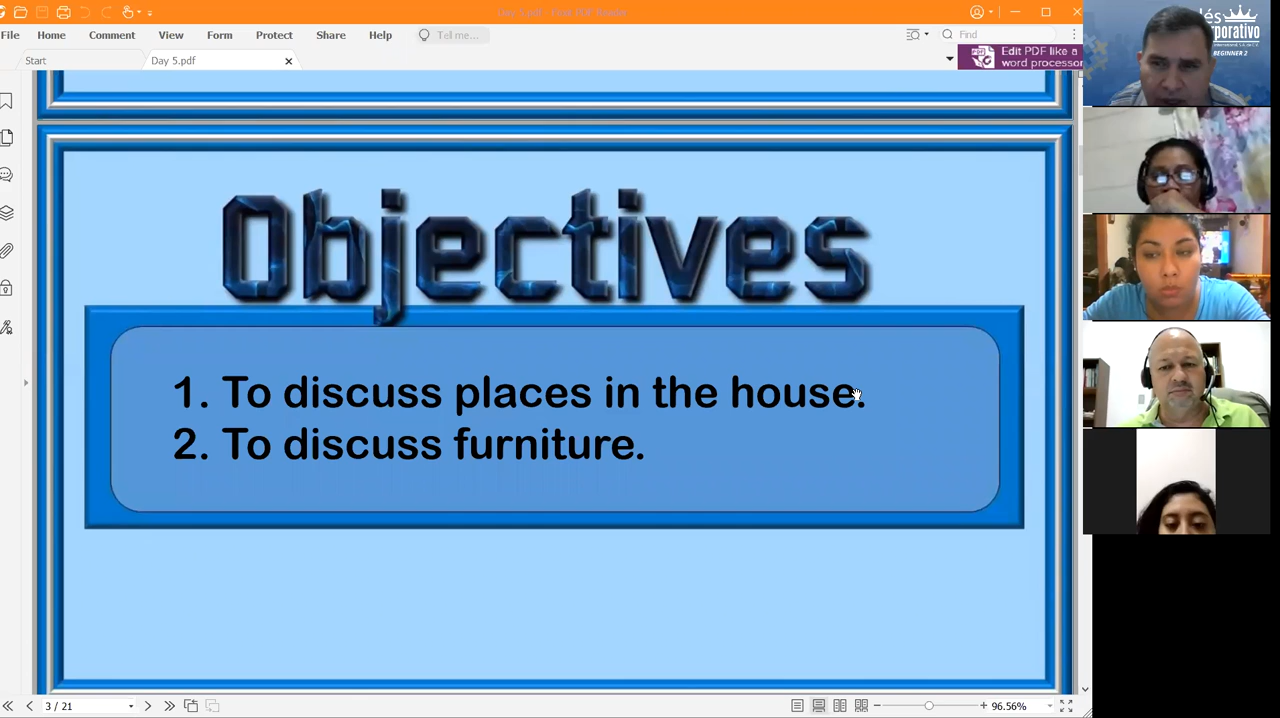 File Home Comment View Form Protect Share Help Tell me... Find
Edit PDF like a
word processor
Start Day 5.pdf
Objectives
1. To discuss places in the house.
2. To discuss furniture.
3 / 21 96.56%
BEGINNER 2